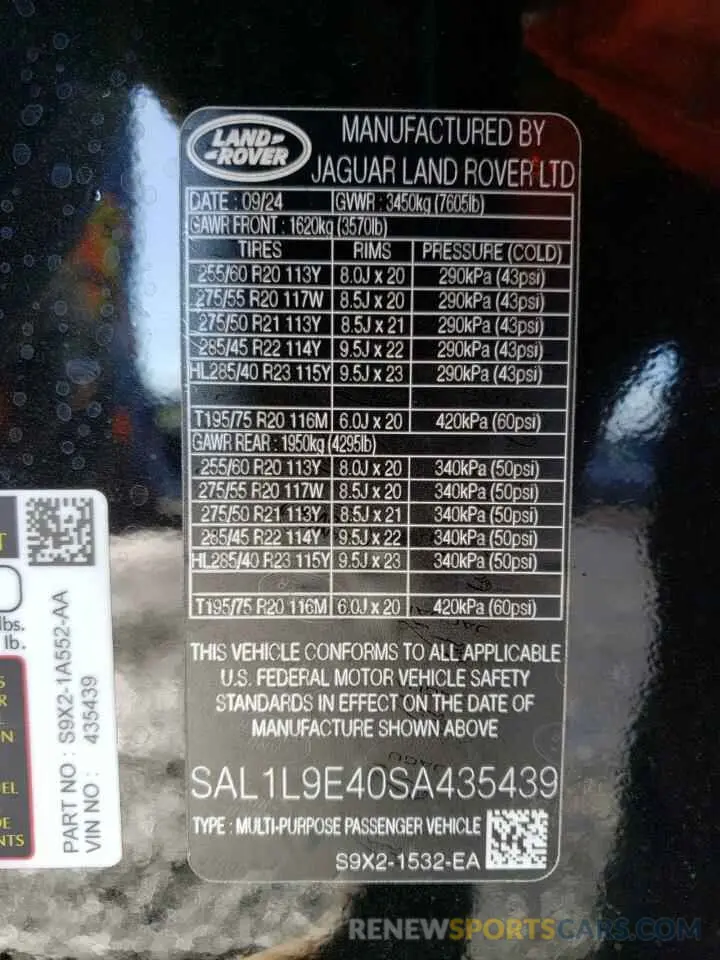 LAND-
-ROVER
MANUFACTURED BY
JAGUAR LAND ROVER LTD
DATE : 09/24 GVWR : 3450kg (7605lb)
GAWR FRONT : 1620kg (3570lb)
TIRES RIMS PRESSURE (COLD)
255/60 R20 113Y 8.0J x 20 290kPa (43psi)
275/55 R20 117W 8.5J x 20 290kPa (43psi)
275/50 R21 113Y 8.5J x 21 290kPa (43psi)
285/45 R22 114Y 9.5J x 22 290kPa (43psi)
HL285/40 R23 115Y 9.5J x 23 290kPa (43psi)
T195/75 R20 116M 6.0J x 20 420kPa (60psi)
GAWR REAR : 1950kg (4295lb)
255/60 R20 113Y 8.0J x 20 340kPa (50psi)
275/55 R20 117W 8.5J x 20 340kPa (50psi)
275/50 R21 113Y 8.5J x 21 340kPa (50psi)
285/45 R22 114Y 9.5J x 22 340kPa (50psi)
HL285/40 R23 115Y 9.5J x 23 340kPa (50psi)
T195/75 R20 116M 6.0J x 20 420kPa (60psi)
THIS VEHICLE CONFORMS TO ALL APPLICABLE
U.S. FEDERAL MOTOR VEHICLE SAFETY
STANDARDS IN EFFECT ON THE DATE OF
MANUFACTURE SHOWN ABOVE
SAL1L9E40SA435439
TYPE : MULTI-PURPOSE PASSENGER VEHICLE
S9X2-1532-EA
lbs.
lb.
PART NO : S9X2-1A552-AA
VIN NO : 435439
RENEWSPORTSCARS.COM